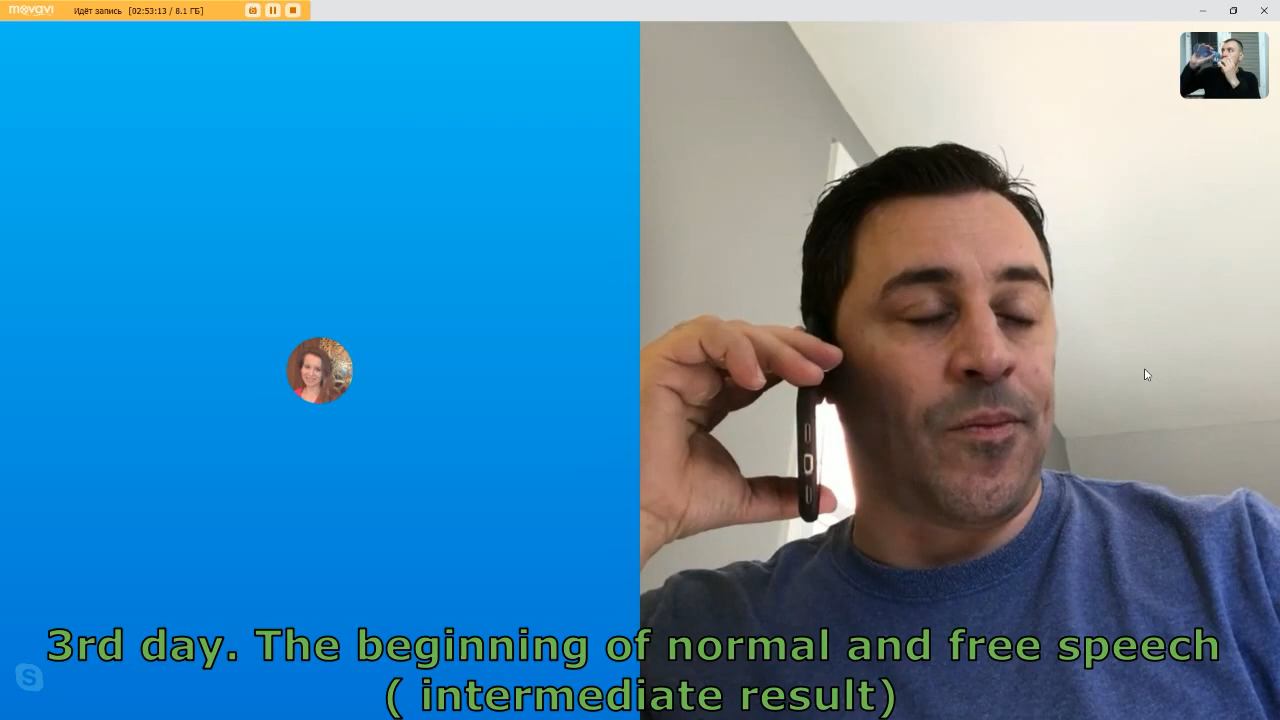 movavi Идёт запись [02:53:13 / 8.1 ГБ]
3rd day. The beginning of normal and free speech
( intermediate result)